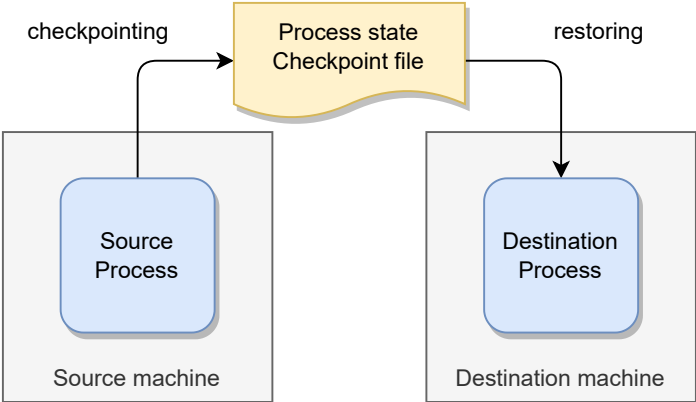 checkpointing
Process state
Checkpoint file
restoring
Source
Process
Destination
Process
Source machine
Destination machine